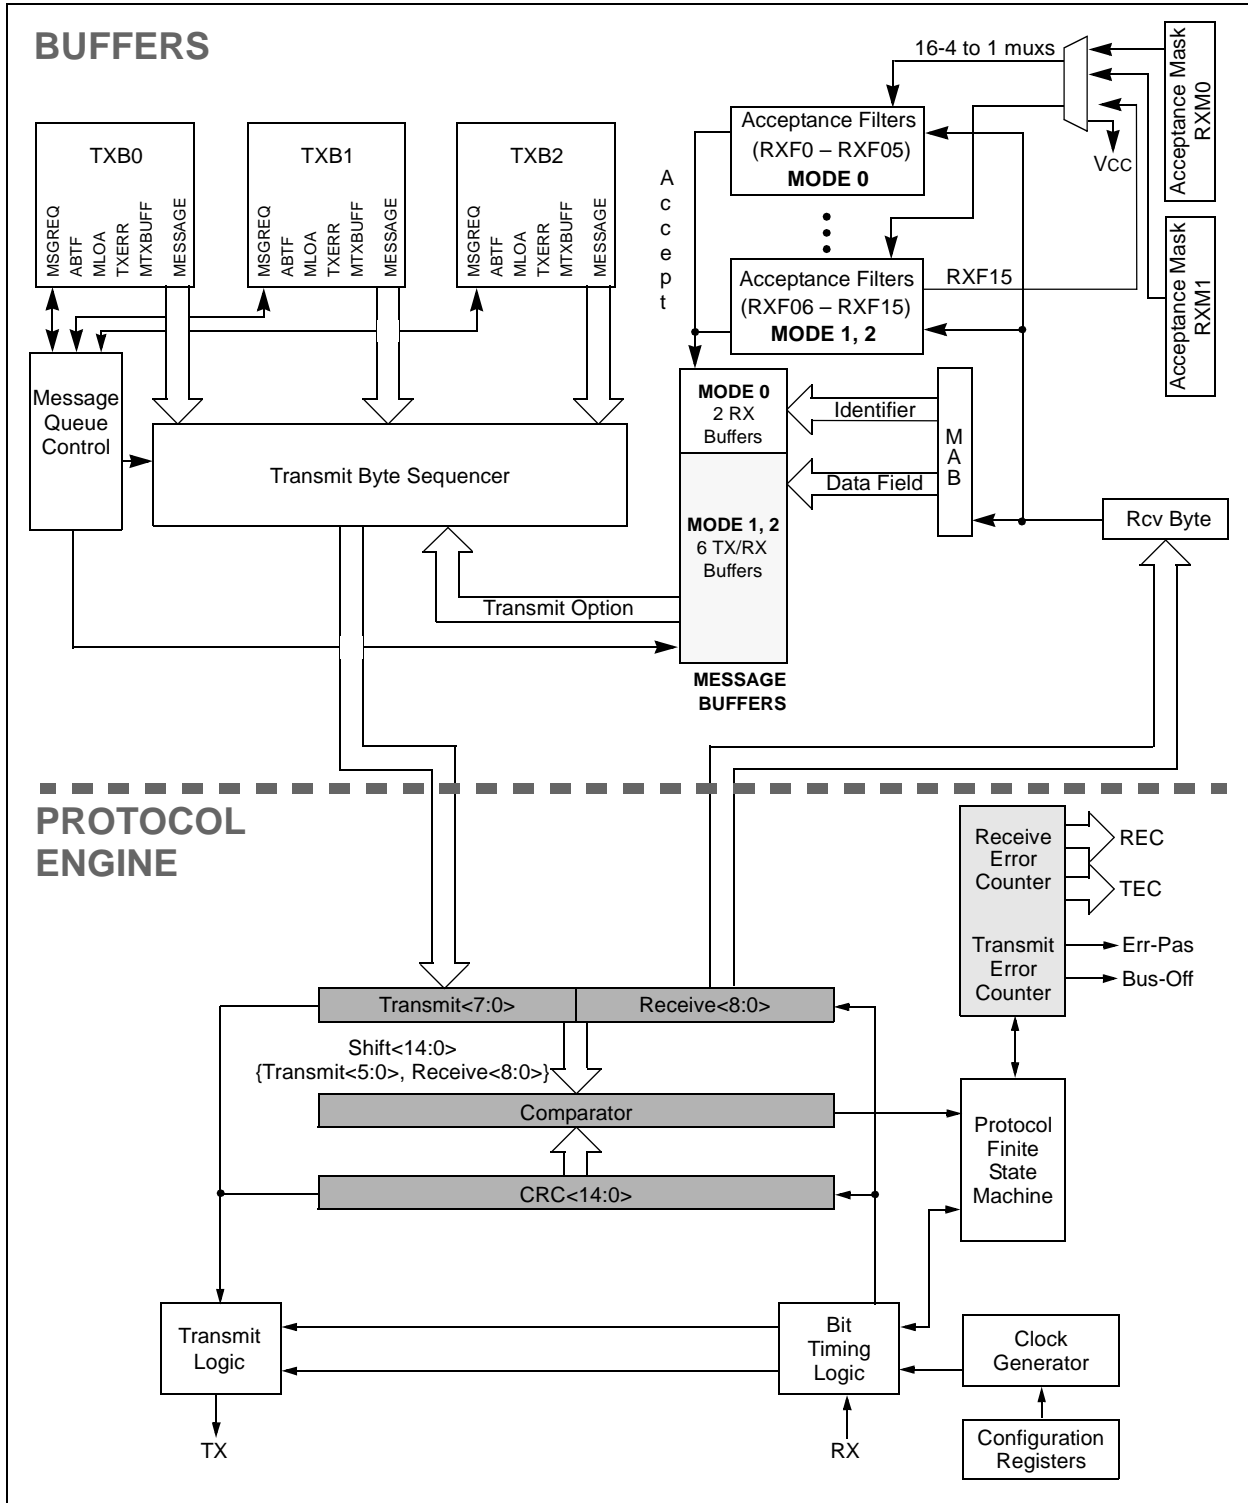 BUFFERS
16-4 to 1 muxs
Acceptance Mask
RXM0
VCC
Acceptance Mask
RXM1
TXB0
MSGREQ
ABTF
MLOA
TXERR
MTXBUFF
MESSAGE
TXB1
MSGREQ
ABTF
MLOA
TXERR
MTXBUFF
MESSAGE
TXB2
MSGREQ
ABTF
MLOA
TXERR
MTXBUFF
MESSAGE
Accept
Acceptance Filters
(RXF0 – RXF05)
MODE 0
Acceptance Filters
(RXF06 – RXF15)
MODE 1, 2
RXF15
Message
Queue
Control
Transmit Byte Sequencer
MODE 0
2 RX
Buffers
MODE 1, 2
6 TX/RX
Buffers
Identifier
Data Field
MAB
Rcv Byte
Transmit Option
MESSAGE
BUFFERS
PROTOCOL
ENGINE
Receive
Error
Counter
Transmit
Error
Counter
REC
TEC
Err-Pas
Bus-Off
Transmit<7:0>
Receive<8:0>
Shift<14:0>
{Transmit<5:0>, Receive<8:0>}
Comparator
CRC<14:0>
Protocol
Finite
State
Machine
Transmit
Logic
Bit
Timing
Logic
Clock
Generator
TX
RX
Configuration
Registers